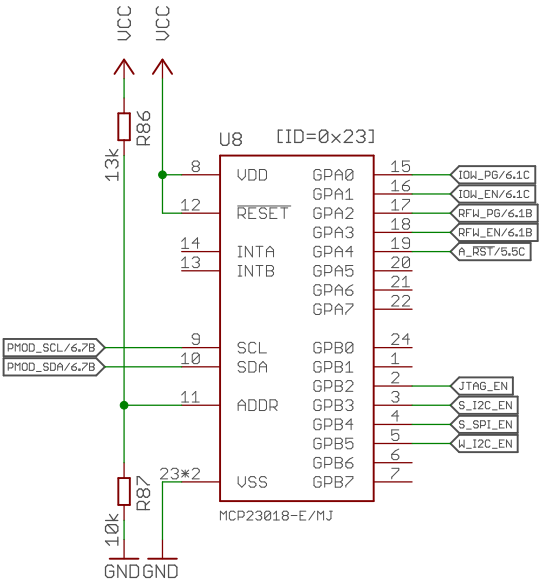 VCC
VCC
R86
13k
U8
[ID=0x23]
8
VDD
GPA0
15
IOW_PG/6.1C
GPA1
16
IOW_EN/6.1C
12
RESET
GPA2
17
RFW_PG/6.1B
GPA3
18
RFW_EN/6.1B
14
INTA
GPA4
19
A_RST/5.5C
13
INTB
GPA5
20
GPA6
21
GPA7
22
PMOD_SCL/6.7B
9
SCL
GPB0
24
PMOD_SDA/6.7B
10
SDA
GPB1
1
GPB2
2
JTAG_EN
11
ADDR
GPB3
3
S_I2C_EN
GPB4
4
S_SPI_EN
GPB5
5
W_I2C_EN
GPB6
6
23*2
VSS
GPB7
7
R87
10k
MCP23018-E/MJ
GND
GND